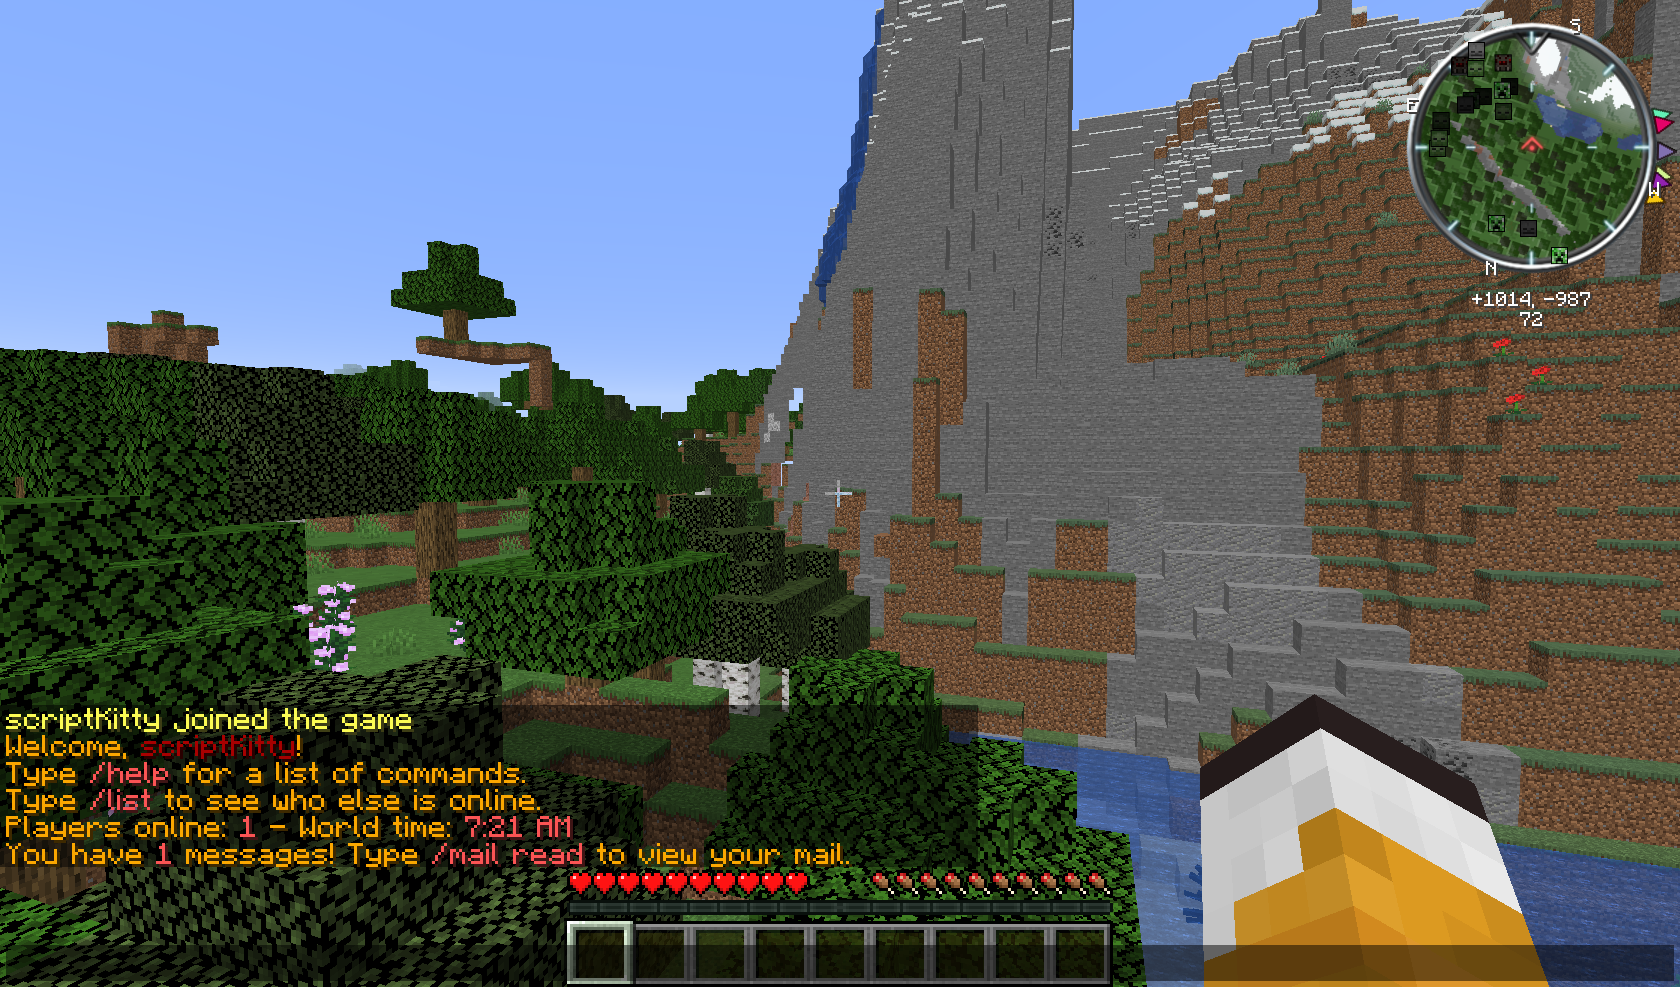 S
E
W
N
+1014, -987
72
scriptKitty joined the game
Welcome, scriptKitty!
Type /help for a list of commands.
Type /list to see who else is online.
Players online: 1 - World time: 7:21 AM
You have 1 messages! Type /mail read to view your mail.